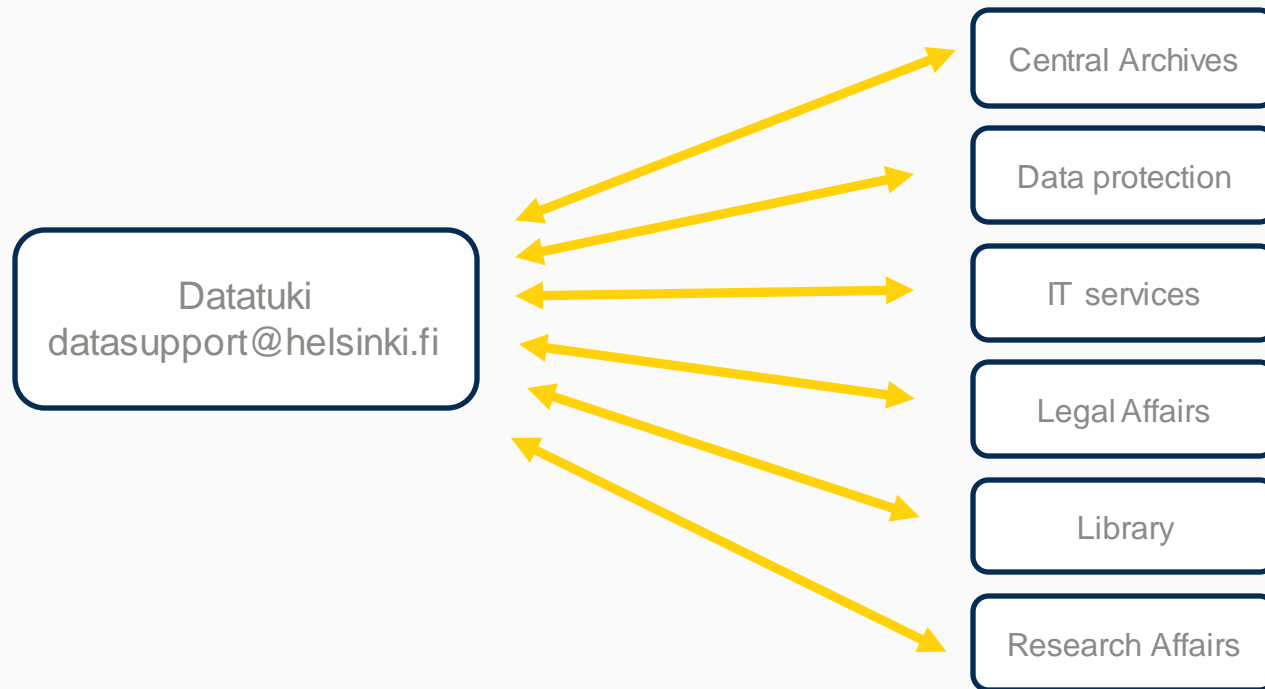 Datatuki
datasupport@helsinki.fi
Central Archives
Data protection
IT services
Legal Affairs
Library
Research Affairs